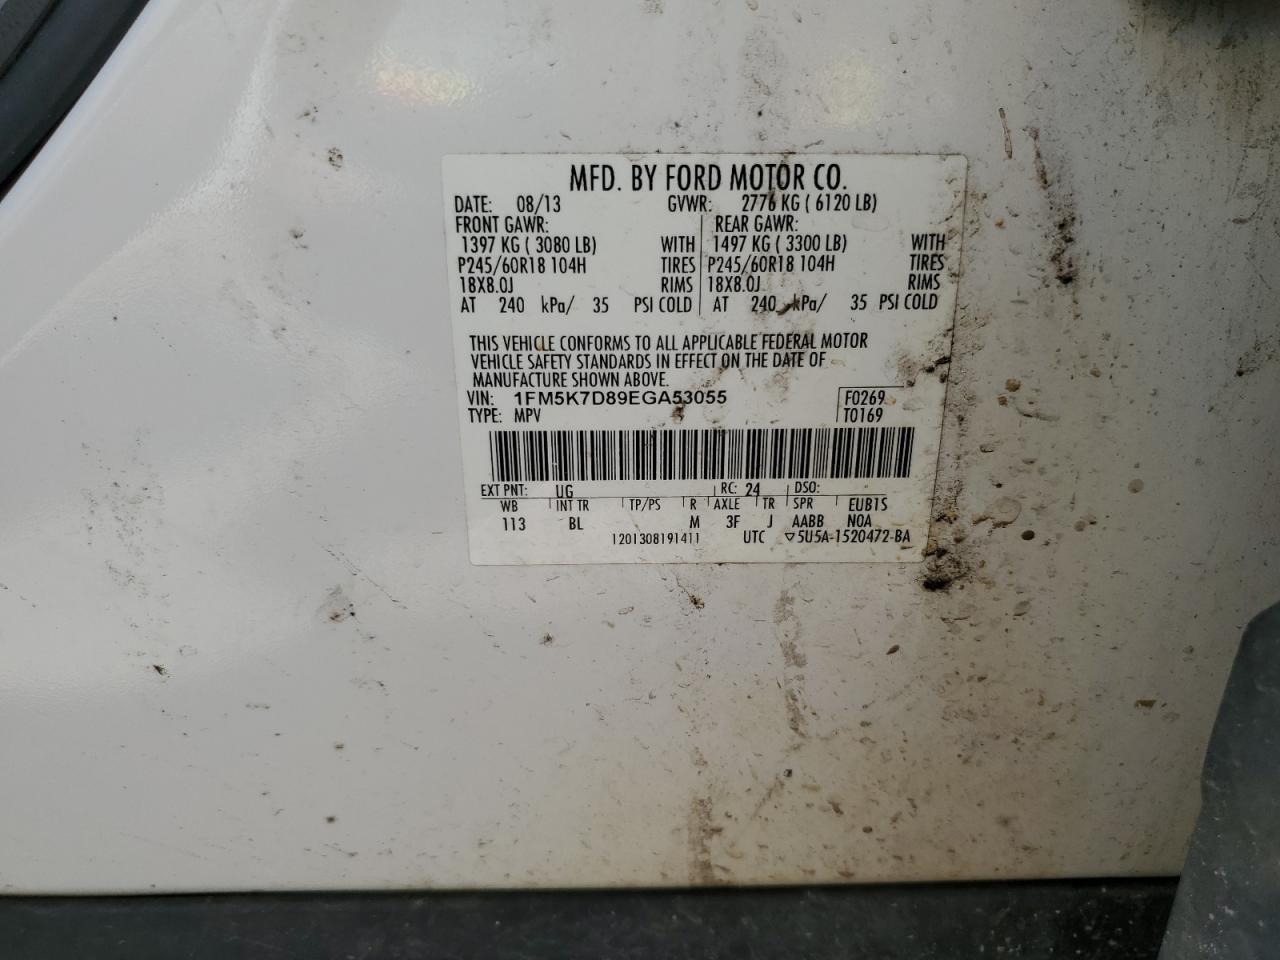 MFD. BY FORD MOTOR CO.
DATE: 08/13 GVWR: 2776 KG ( 6120 LB)
FRONT GAWR: REAR GAWR:
1397 KG ( 3080 LB) WITH 1497 KG ( 3300 LB) WITH
P245/60R18 104H TIRES P245/60R18 104H TIRES
18X8.0J RIMS 18X8.0J RIMS
AT 240 kPa/ 35 PSI COLD AT 240 kPa/ 35 PSI COLD
THIS VEHICLE CONFORMS TO ALL APPLICABLE FEDERAL MOTOR
VEHICLE SAFETY STANDARDS IN EFFECT ON THE DATE OF
MANUFACTURE SHOWN ABOVE.
VIN: 1FM5K7D89EGA53055 F0269
TYPE: MPV T0169
EXT PNT: UG RC: 24 DSO:
WB INT TR TP/PS R AXLE TR SPR EUB1S
113 BL M 3F J AABB NOA
1201308191411 UTC ▽5U5A-1520472-BA